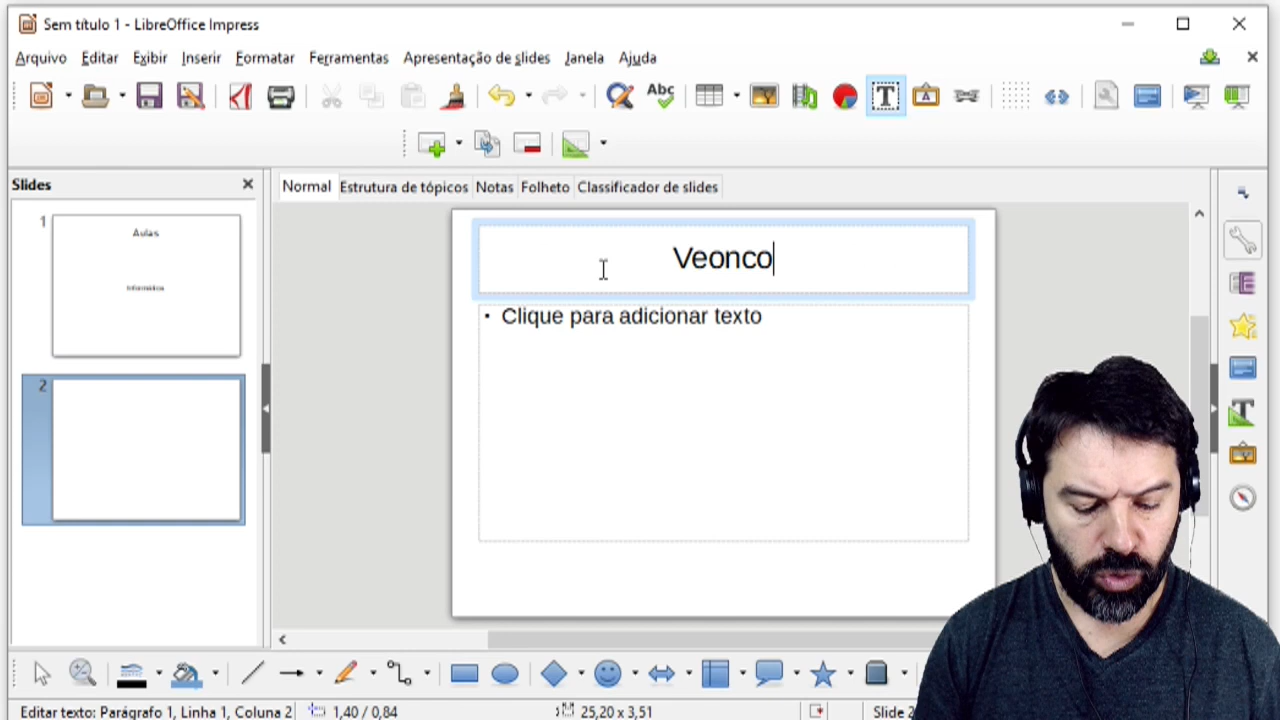 Sem título 1 - LibreOffice Impress
Arquivo Editar Exibir Inserir Formatar Ferramentas Apresentação de slides Janela Ajuda
Abc
Slides
Normal Estrutura de tópicos Notas Folheto Classificador de slides
1
Aulas
Informática
2
Veonco
Clique para adicionar texto
Editar texto: Parágrafo 1, Linha 1, Coluna 2 1,40 / 0,84 25,20 x 3,51 Slide 2